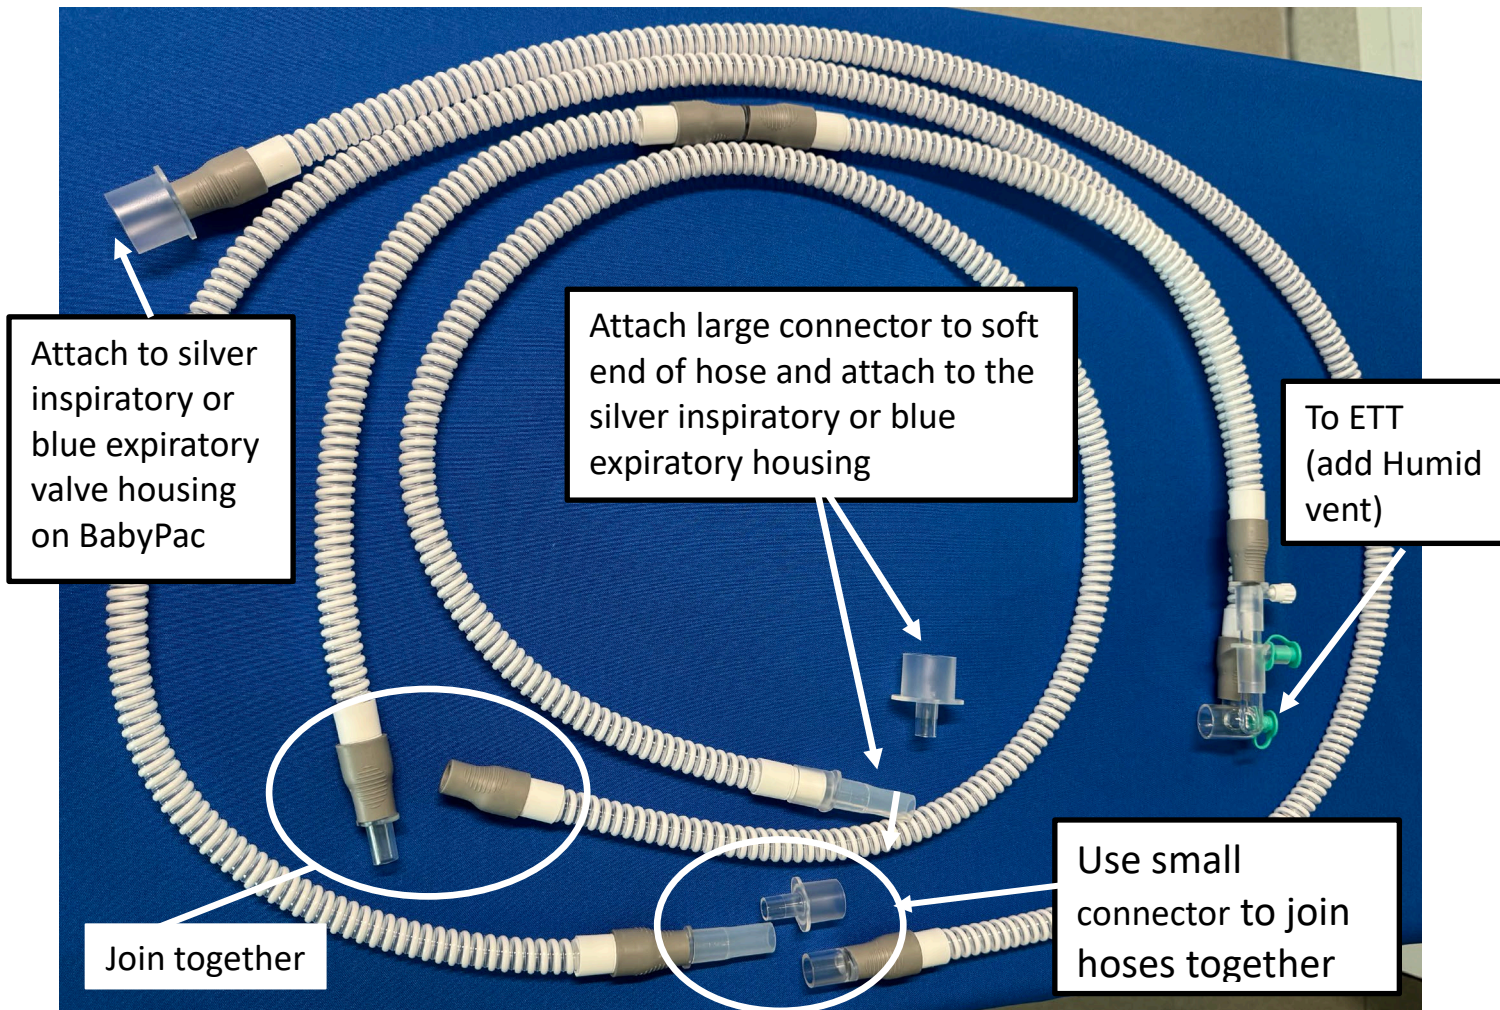 Attach to silver
inspiratory or
blue expiratory
valve housing
on BabyPac
Attach large connector to soft
end of hose and attach to the
silver inspiratory or blue
expiratory housing
To ETT
(add Humid
vent)
Join together
Use small
connector to join
hoses together